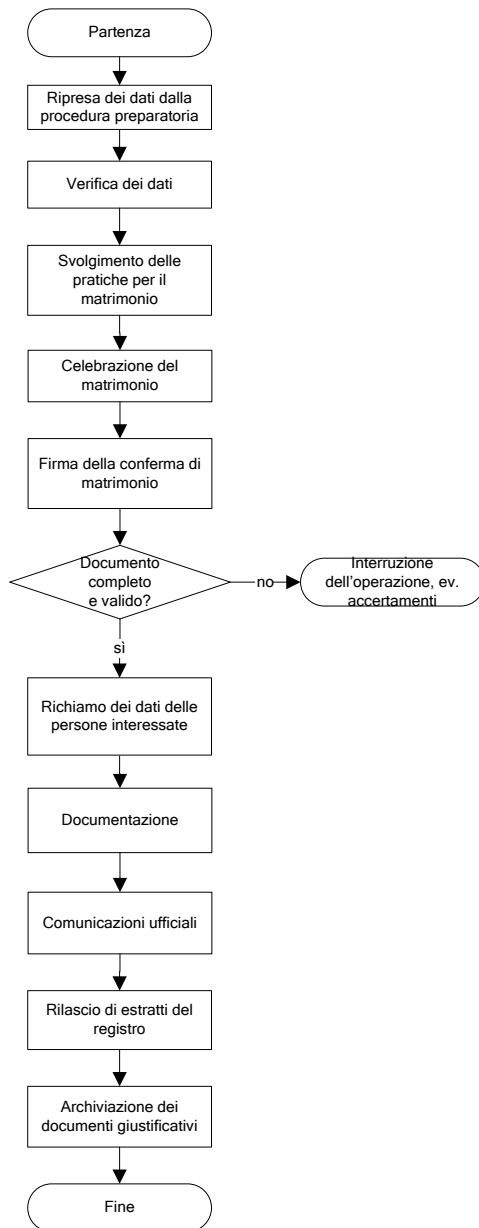 Partenza
Ripresa dei dati dalla
procedura preparatoria
Verifica dei dati
Svolgimento delle
pratiche per il
matrimonio
Celebrazione del
matrimonio
Firma della conferma di
matrimonio
Documento
completo
e valido?
no
Interruzione
dell'operazione, ev.
accertamenti
sì
Richiamo dei dati delle
persone interessate
Documentazione
Comunicazioni ufficiali
Rilascio di estratti del
registro
Archiviazione dei
documenti giustificativi
Fine